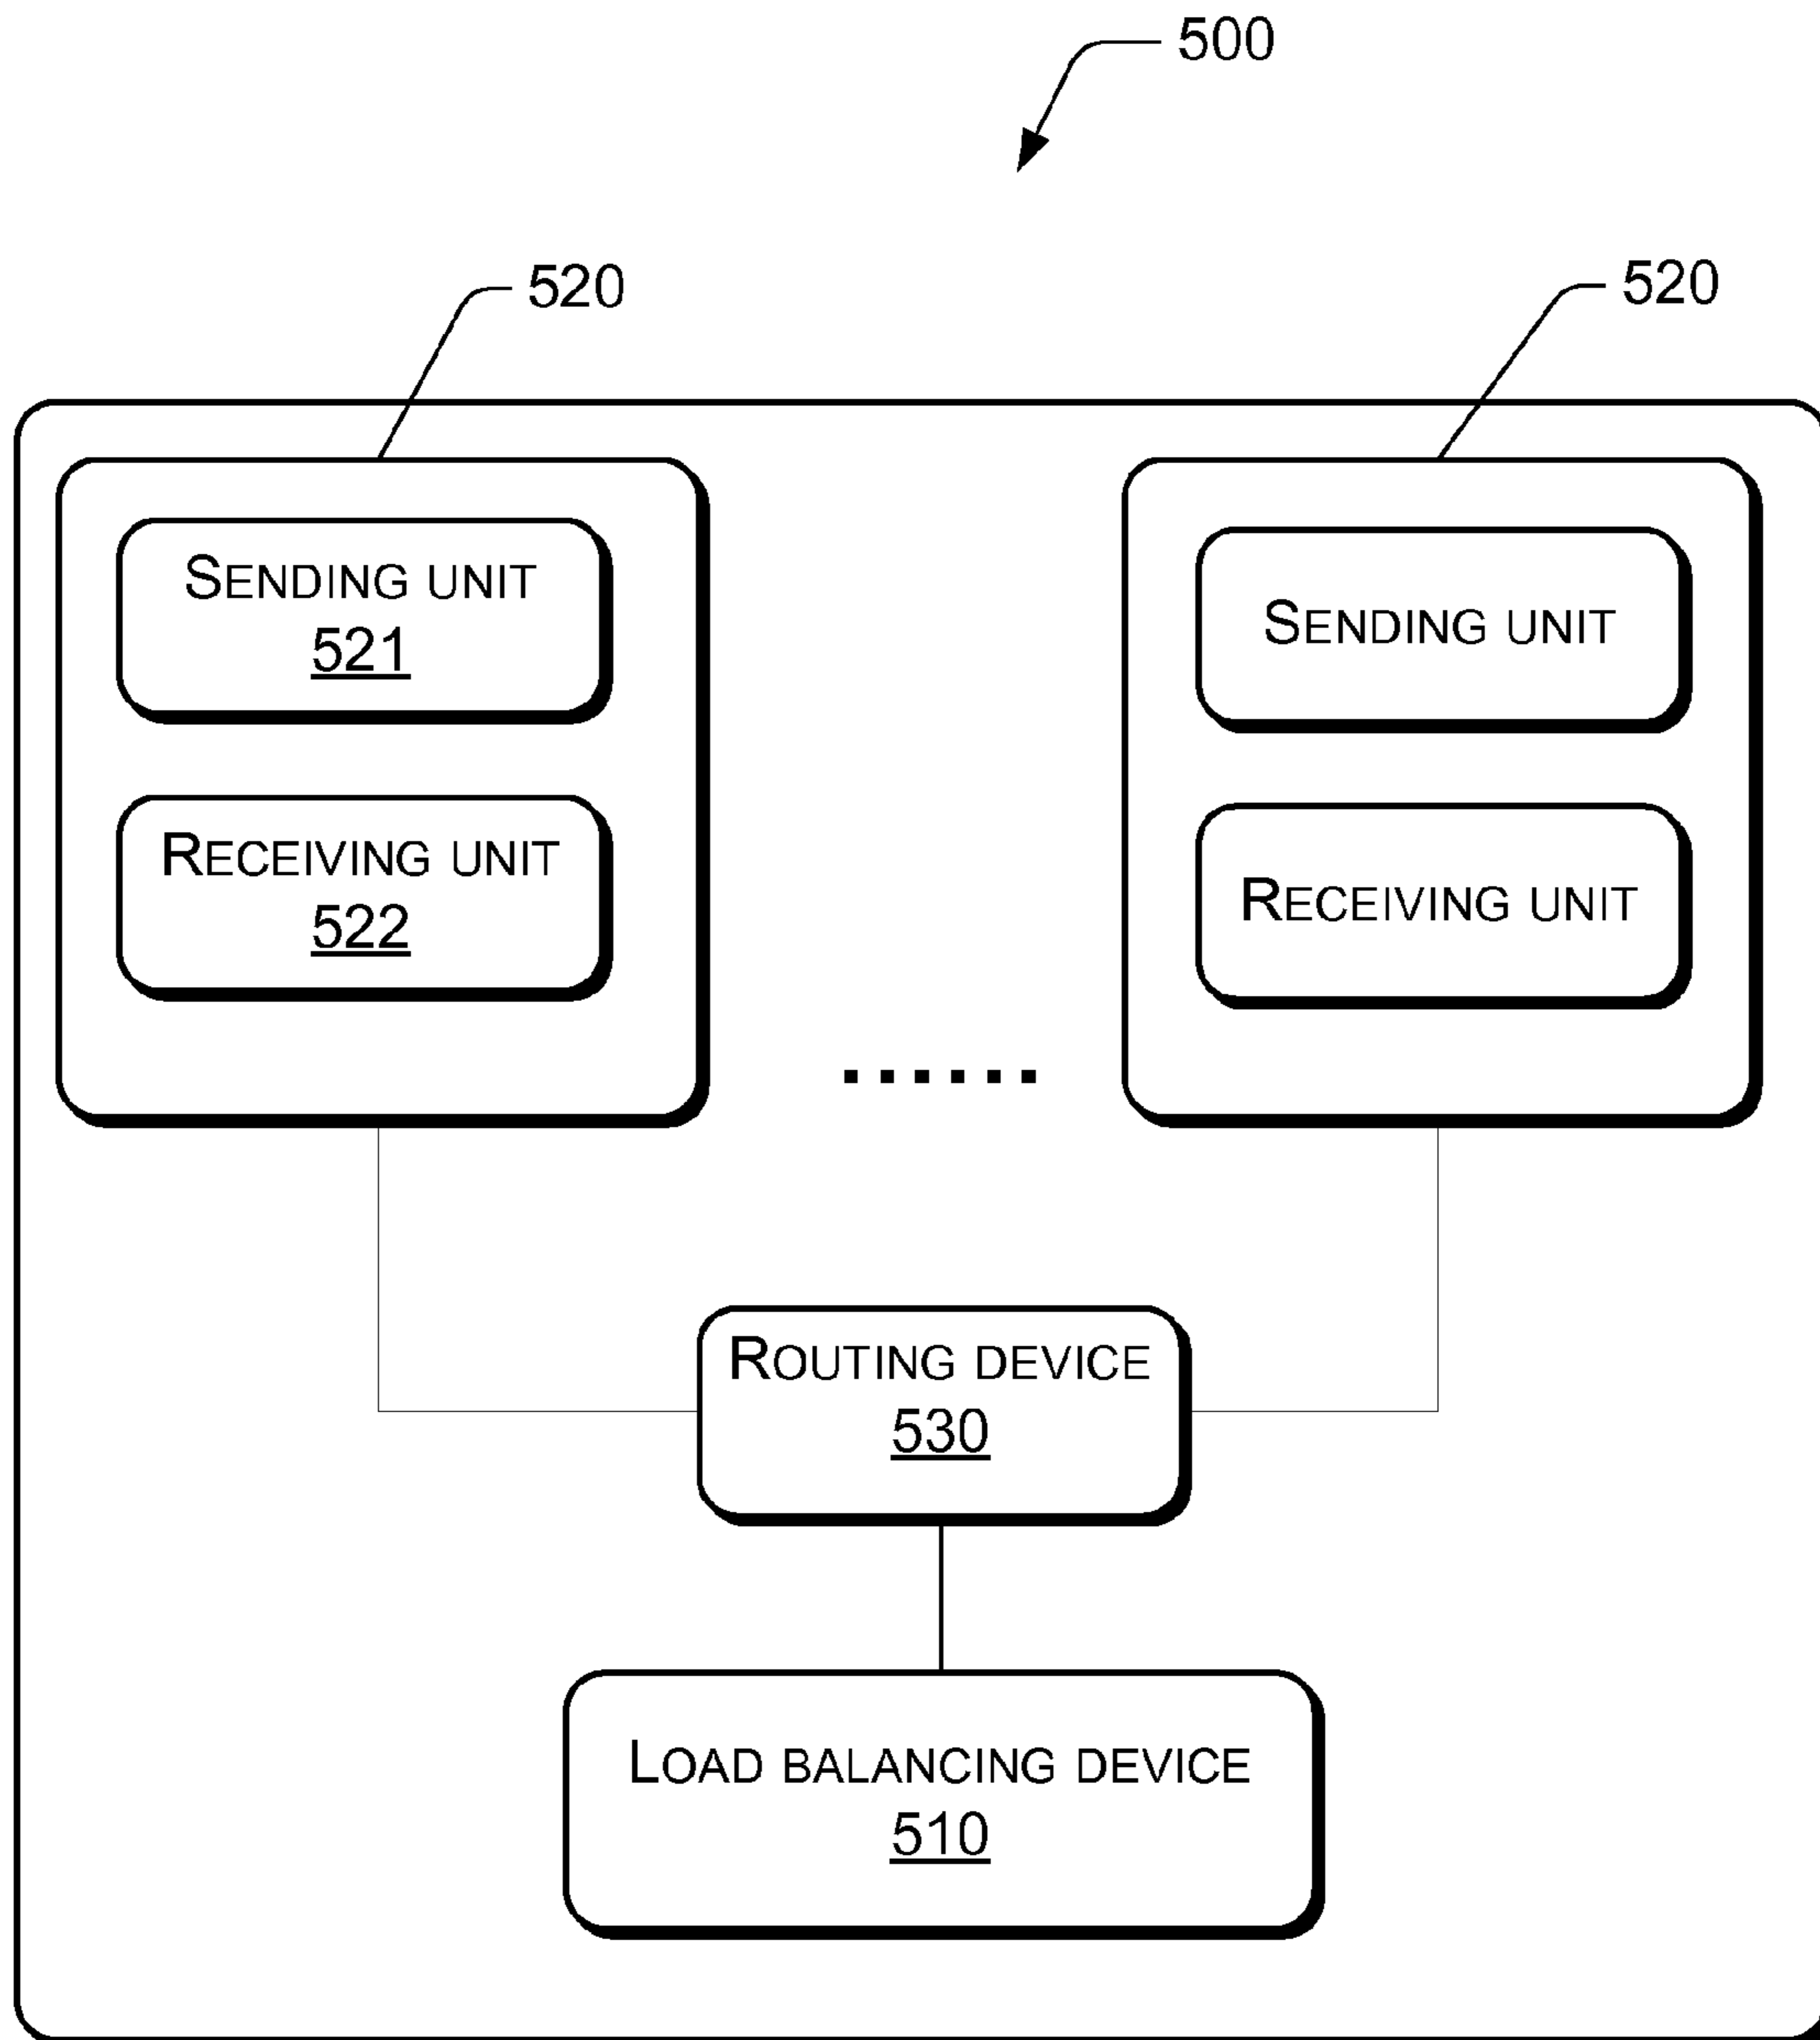 500
520
520
SENDING UNIT
521
RECEIVING UNIT
522
SENDING UNIT
RECEIVING UNIT
......
ROUTING DEVICE
530
LOAD BALANCING DEVICE
510